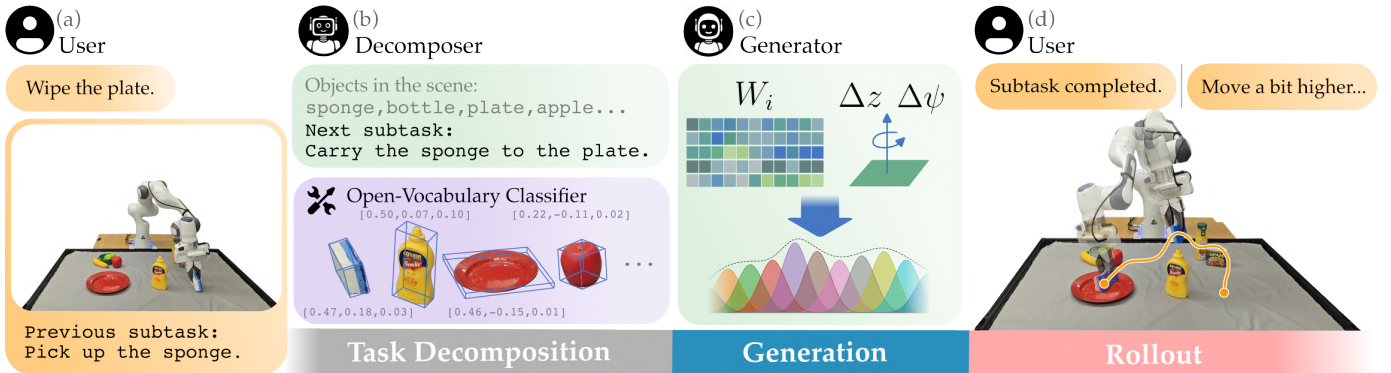 (a)
User
Wipe the plate.
Previous subtask:
Pick up the sponge.
(b)
Decomposer
Objects in the scene:
sponge,bottle,plate,apple...
Next subtask:
Carry the sponge to the plate.
Open-Vocabulary Classifier
[0.50,0.07,0.10] [0.22,-0.11,0.02]
...
[0.47,0.18,0.03] [0.46,-0.15,0.01]
Task Decomposition
(c)
Generator
W_i Δz Δψ
Generation
(d)
User
Subtask completed.
Move a bit higher...
Rollout